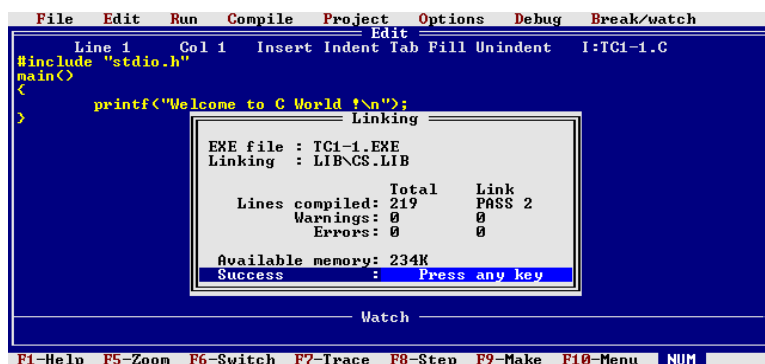 File Edit Run Compile Project Options Debug Break/watch
Edit
Line 1 Col 1 Insert Indent Tab Fill Unindent I:TC1-1.C
#include "stdio.h"
main()
{
printf("Welcome to C World !\n");
}
Linking
EXE file : TC1-1.EXE
Linking : LIB\CS.LIB
Total Link
Lines compiled: 219 PASS 2
Warnings: 0 0
Errors: 0 0
Available memory: 234K
Success : Press any key
Watch
F1-Help F5-Zoom F6-Switch F7-Trace F8-Step F9-Make F10-Menu NUM